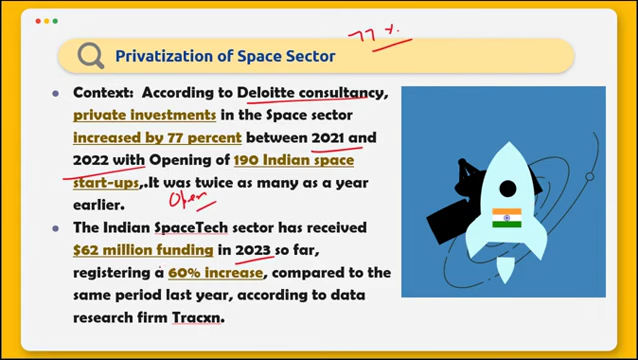 77 %.
Privatization of Space Sector
Context: According to Deloitte consultancy,
private investments in the Space sector
increased by 77 percent between 2021 and
2022 with Opening of 190 Indian space
start-ups,..It was twice as many as a year
Open
earlier.
The Indian SpaceTech sector has received
$62 million funding in 2023 so far,
registering a 60% increase, compared to the
same period last year, according to data
research firm Tracxn.